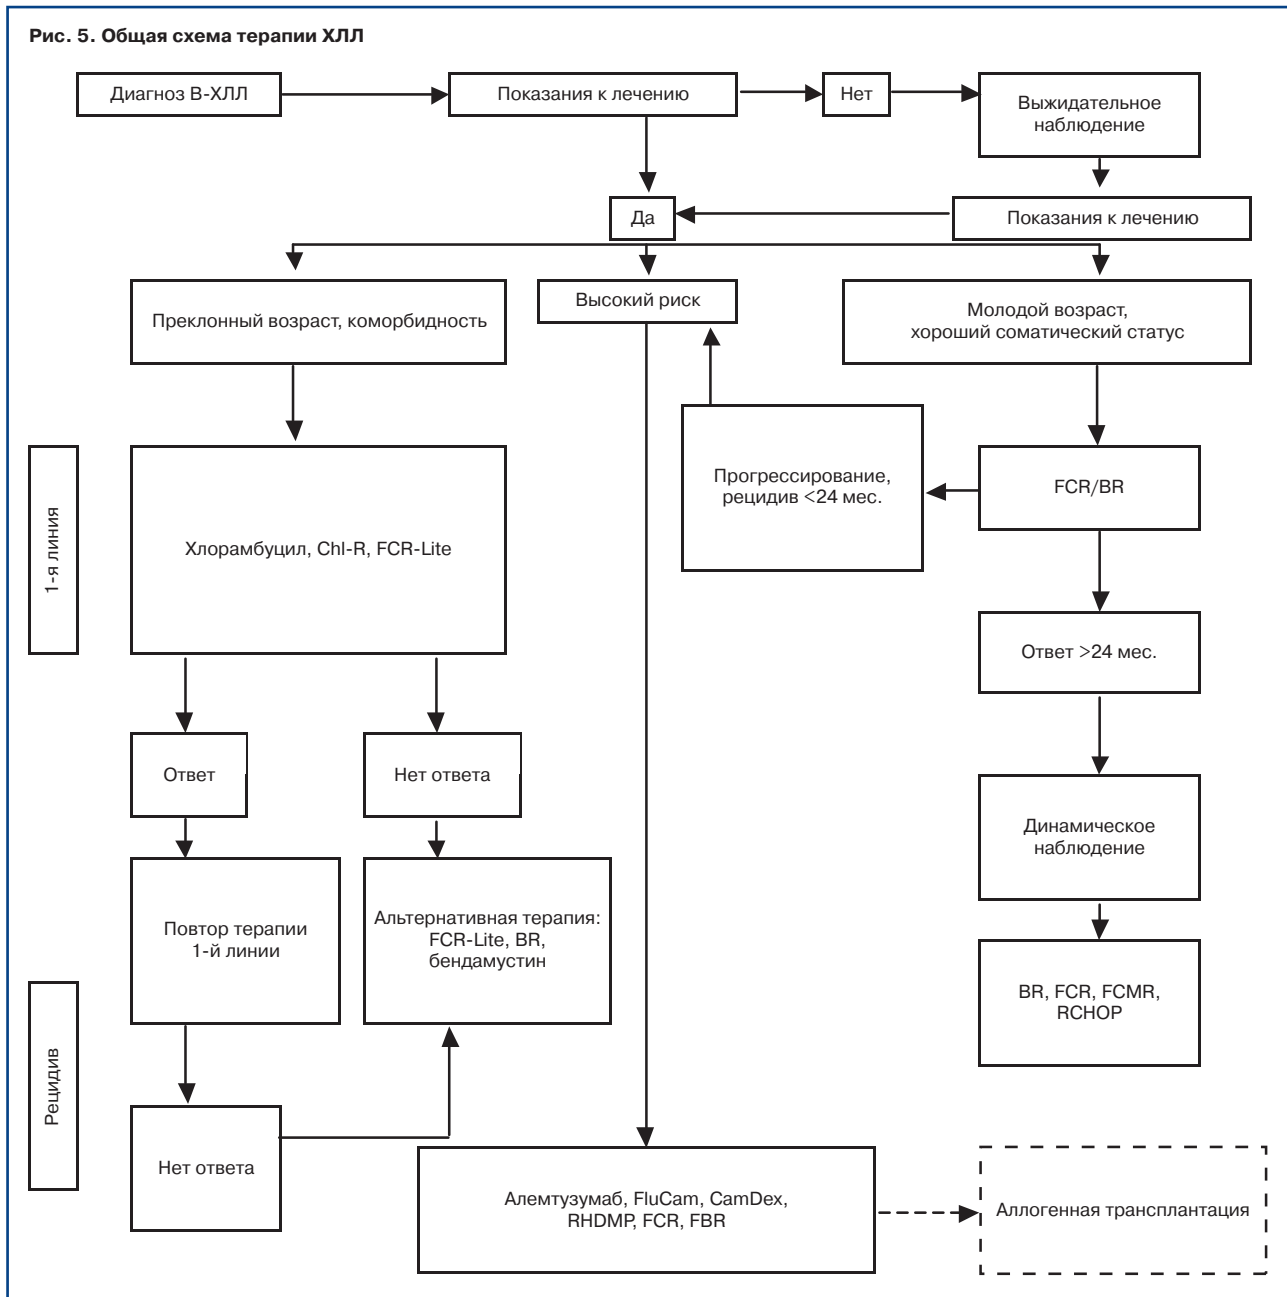 Рис. 5. Общая схема терапии ХЛЛ
Диагноз В-ХЛЛ
Показания к лечению
Нет
Выжидательное
наблюдение
Да
Показания к лечению
Преклонный возраст, коморбидность
Высокий риск
Молодой возраст,
хороший соматический статус
1-я линия
Хлорамбуцил, Chl-R, FCR-Lite
Прогрессирование,
рецидив <24 мес.
FCR/BR
Ответ >24 мес.
Ответ
Нет ответа
Динамическое
наблюдение
Повтор терапии
1-й линии
Альтернативная терапия:
FCR-Lite, BR,
бендамустин
BR, FCR, FCMR,
RCHOP
Рецидив
Нет ответа
Алемтузумаб, FluCam, CamDex,
RHDMP, FCR, FBR
Аллогенная трансплантация